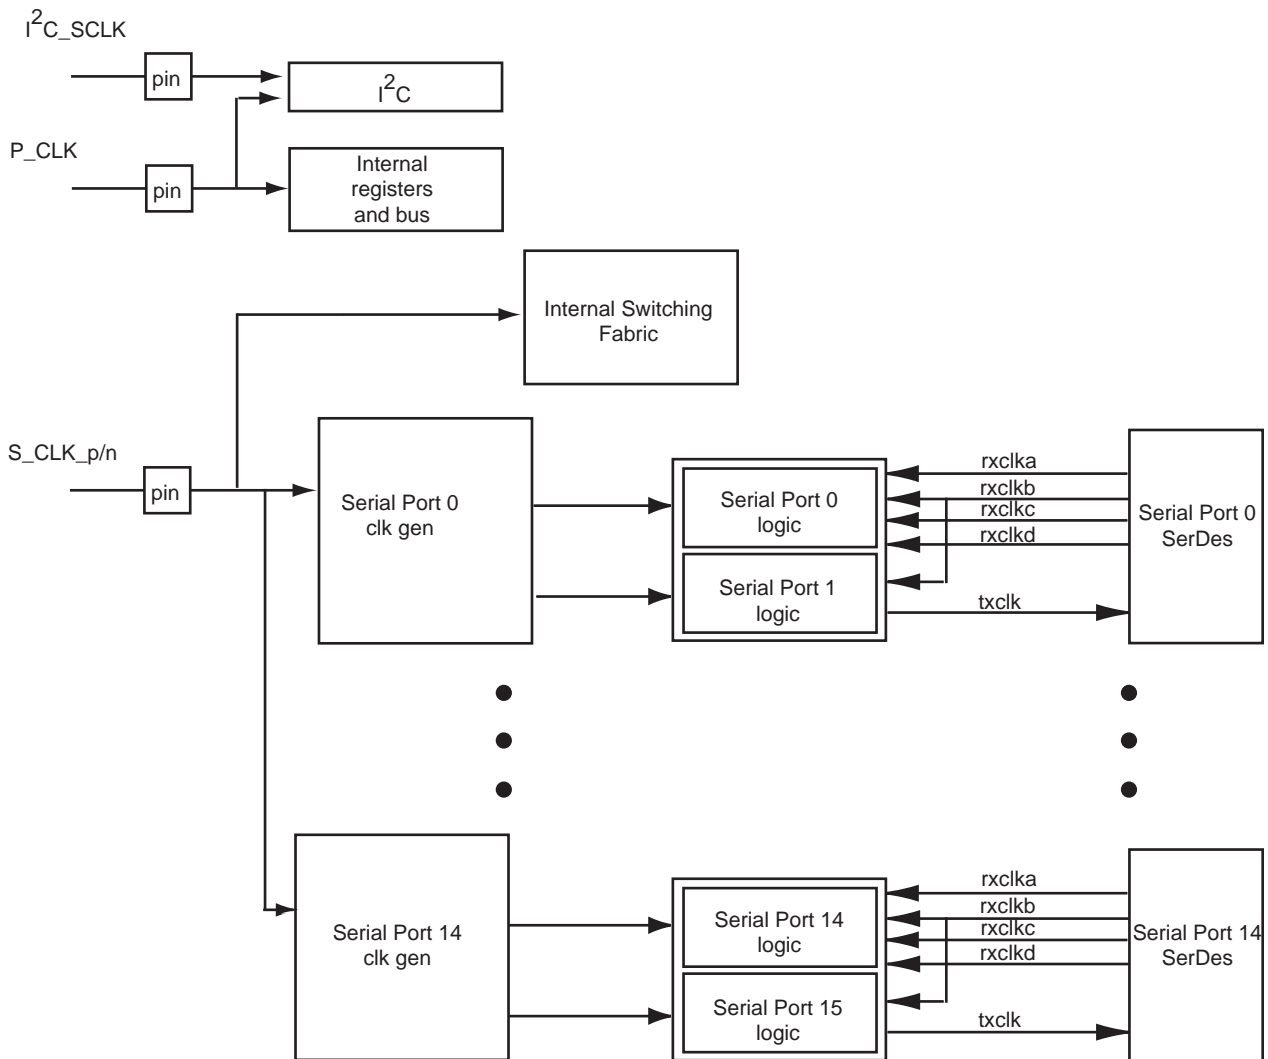 I²C_SCLK
pin
I²C
P_CLK
pin
Internal
registers
and bus
Internal Switching
Fabric
S_CLK_p/n
pin
Serial Port 0
clk gen
Serial Port 0
logic
Serial Port 1
logic
rxclka
rxclkb
rxclkc
rxclkd
txclk
Serial Port 0
SerDes
Serial Port 14
clk gen
Serial Port 14
logic
Serial Port 15
logic
rxclka
rxclkb
rxclkc
rxclkd
txclk
Serial Port 14
SerDes